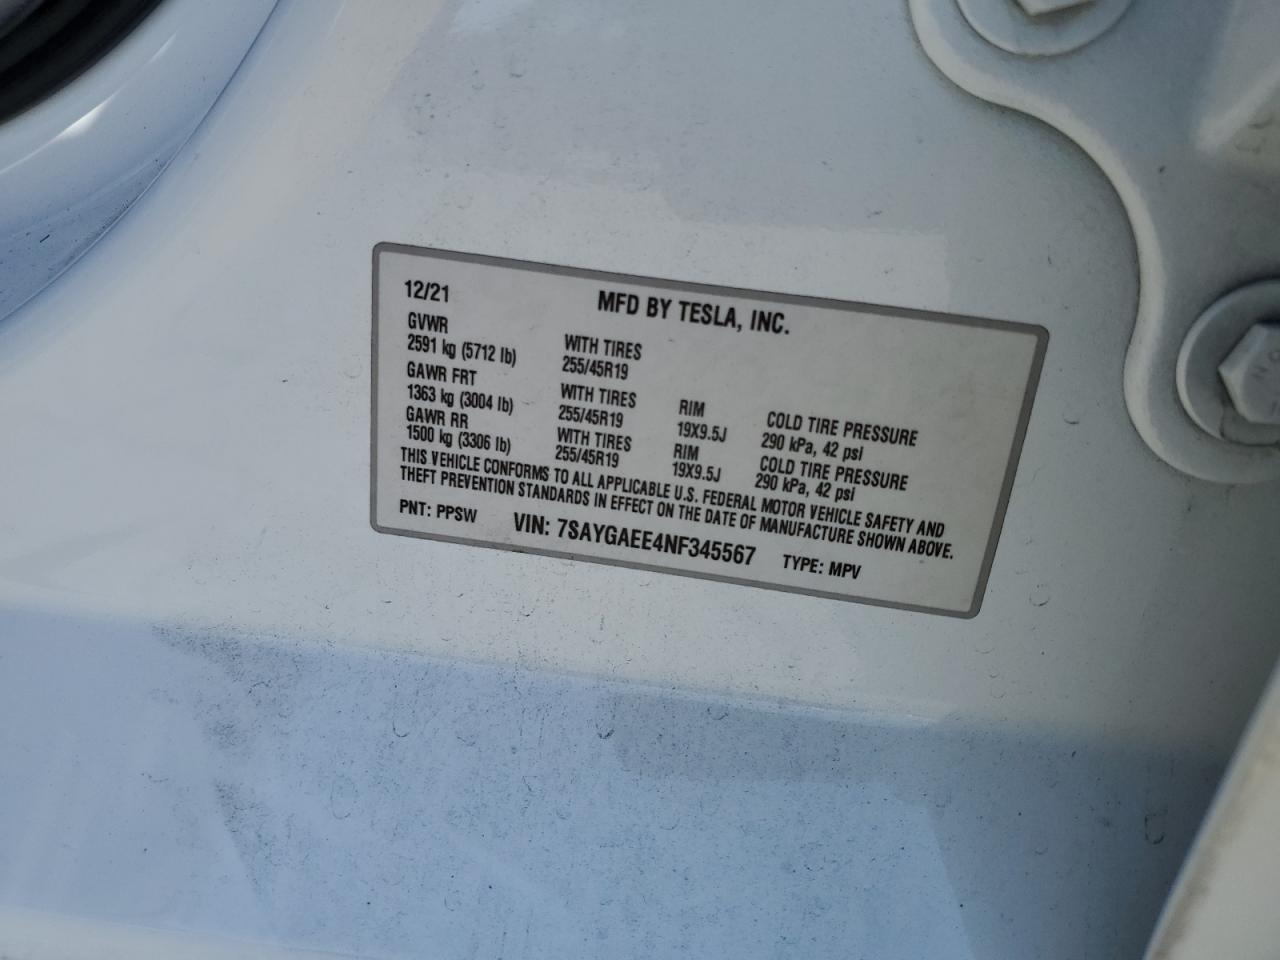 12/21 MFD BY TESLA, INC.
GVWR
2591 kg (5712 lb)
WITH TIRES
255/45R19
GAWR FRT
1363 kg (3004 lb)
WITH TIRES
255/45R19
RIM
19X9.5J
COLD TIRE PRESSURE
290 kPa, 42 psi
GAWR RR
1500 kg (3306 lb)
WITH TIRES
255/45R19
RIM
19X9.5J
COLD TIRE PRESSURE
290 kPa, 42 psi
THIS VEHICLE CONFORMS TO ALL APPLICABLE U.S. FEDERAL MOTOR VEHICLE SAFETY AND
THEFT PREVENTION STANDARDS IN EFFECT ON THE DATE OF MANUFACTURE SHOWN ABOVE.
PNT: PPSW VIN: 7SAYGAEE4NF345567 TYPE: MPV